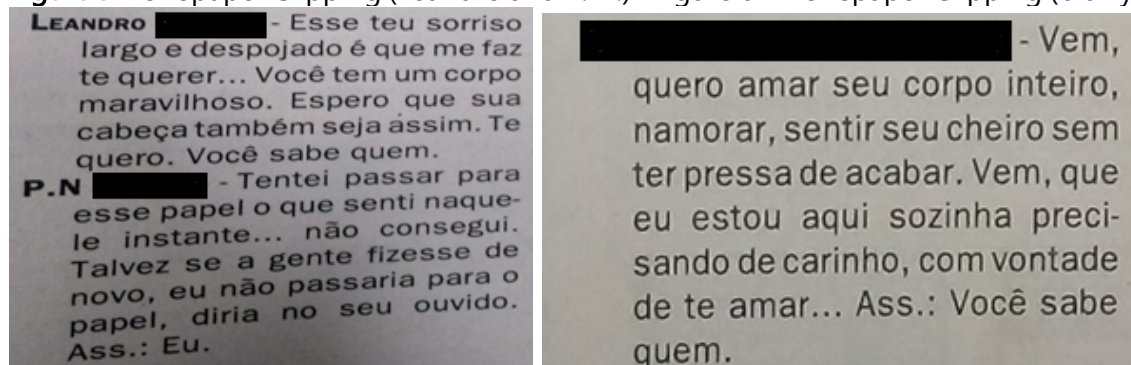 LEANDRO - Esse teu sorriso
largo e despojado é que me faz
te querer... Você tem um corpo
maravilhoso. Espero que sua
cabeça também seja assim. Te
quero. Você sabe quem.
P.N - Tentei passar para
esse papel o que senti naque-
le instante... não consegui.
Talvez se a gente fizesse de
novo, eu não passaria para o
papel, diria no seu ouvido.
Ass.: Eu.
- Vem,
quero amar seu corpo inteiro,
namorar, sentir seu cheiro sem
ter pressa de acabar. Vem, que
eu estou aqui sozinha preci-
sando de carinho, com vontade
de te amar... Ass.: Você sabe
quem.